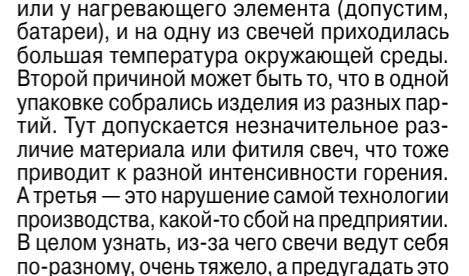 или у нагревающего элемента (допустим,
батареи), и на одну из свечей приходилась
большая температура окружающей среды.
Второй причиной может быть то, что в одной
упаковке собрались изделия из разных пар-
тий. Тут допускается незначительное раз-
личие материала или фитиля свеч, что тоже
приводит к разной интенсивности горения.
А третья — это нарушение самой технологии
производства, какой-то сбой на предприятии.
В целом узнать, из-за чего свечи ведут себя
по-разному, очень тяжело, а предугадать это